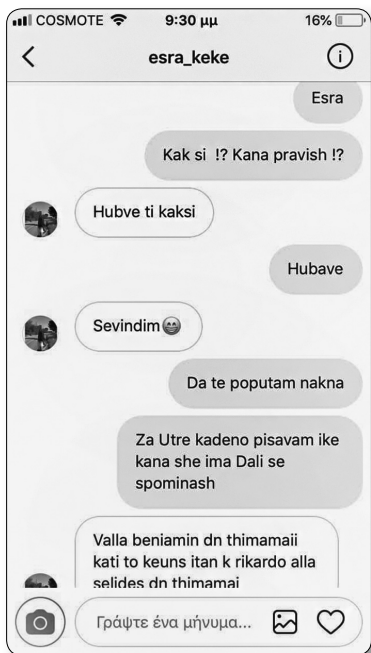 COSMOTE 9:30 μμ 16%
esra_keke
Esra
Kak si !? Kana pravish !?
Hubve ti kaksi
Hubave
Sevindim😁
Da te poputam nakna
Za Utre kadeno pisavam ike
kana she ima Dali se
spominash
Valla beniamin dn thimamaii
kati to keuns itan k rikardo alla
selides dn thimamai
Γράψτε ένα μήνυμα...